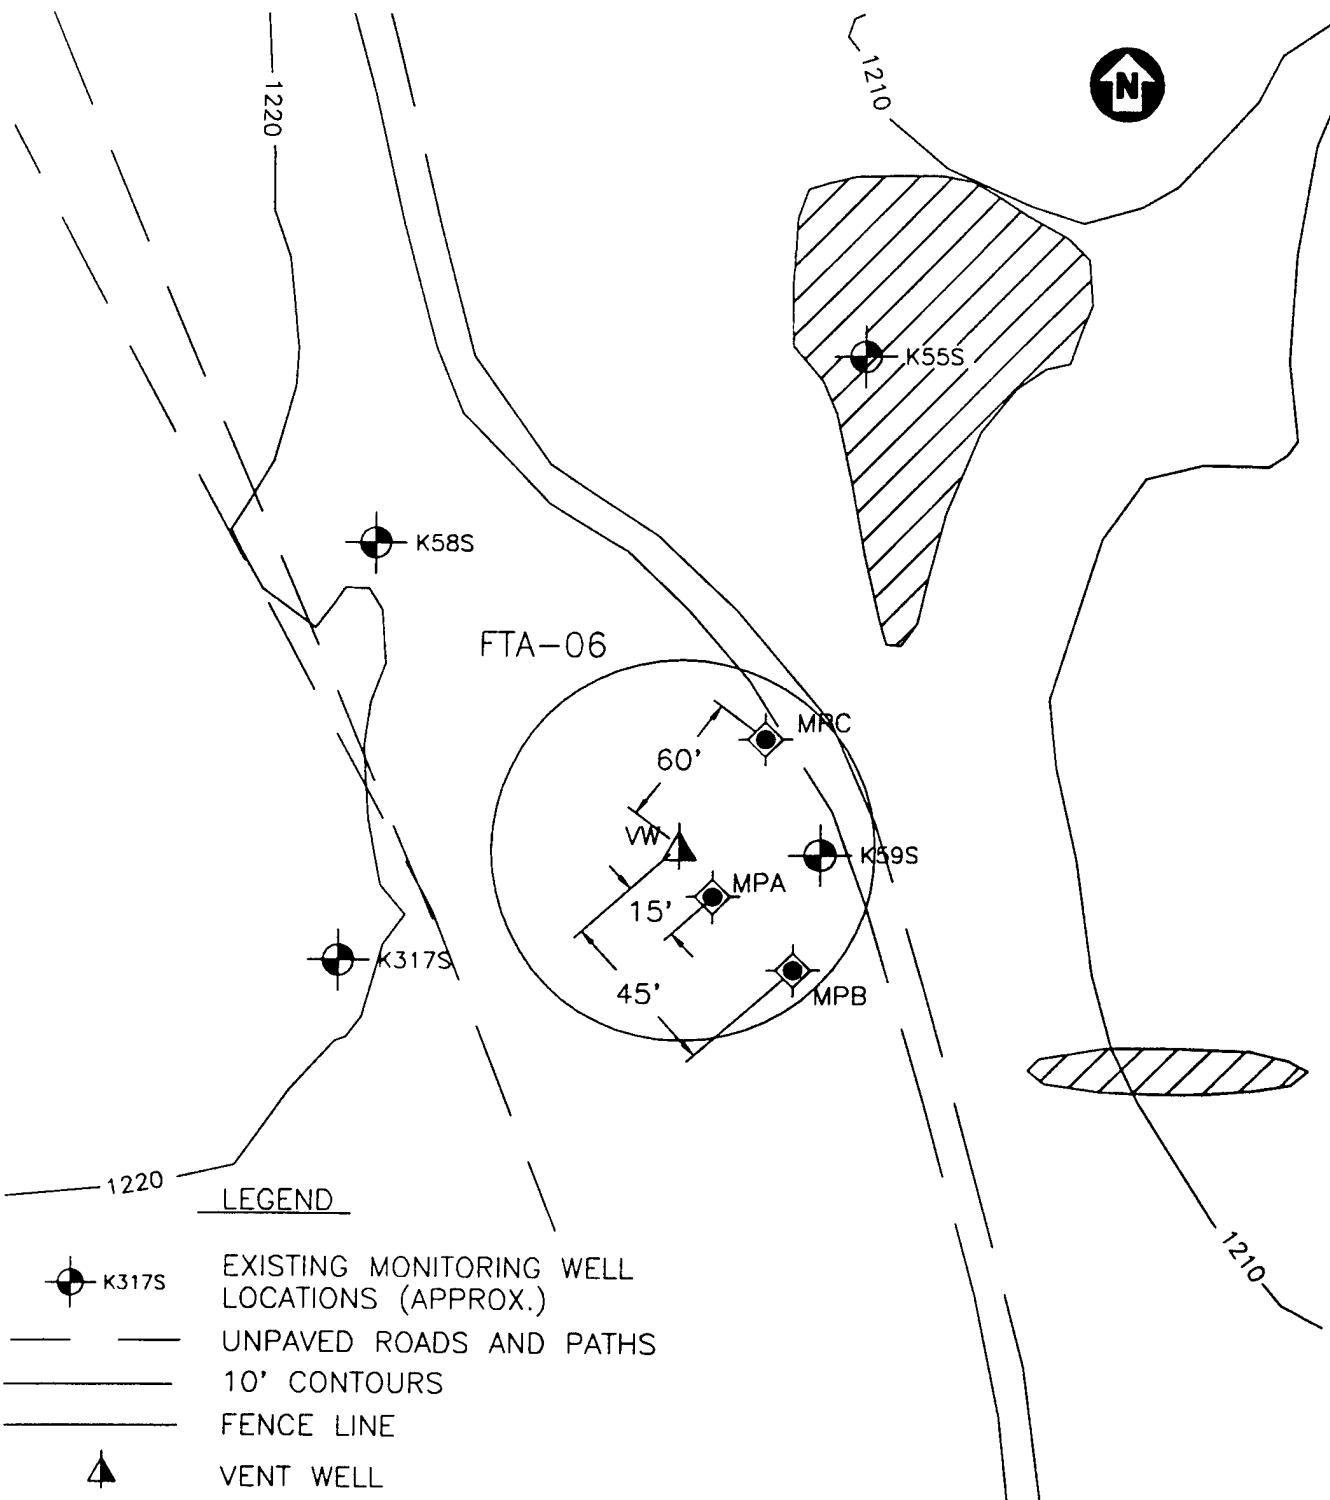 1220
1210
N
K55S
K58S
FTA-06
MPC
60'
VW
K59S
MPA
15'
K317S
45'
MPB
1220
1210
LEGEND
K317S EXISTING MONITORING WELL
LOCATIONS (APPROX.)
UNPAVED ROADS AND PATHS
10' CONTOURS
FENCE LINE
VENT WELL